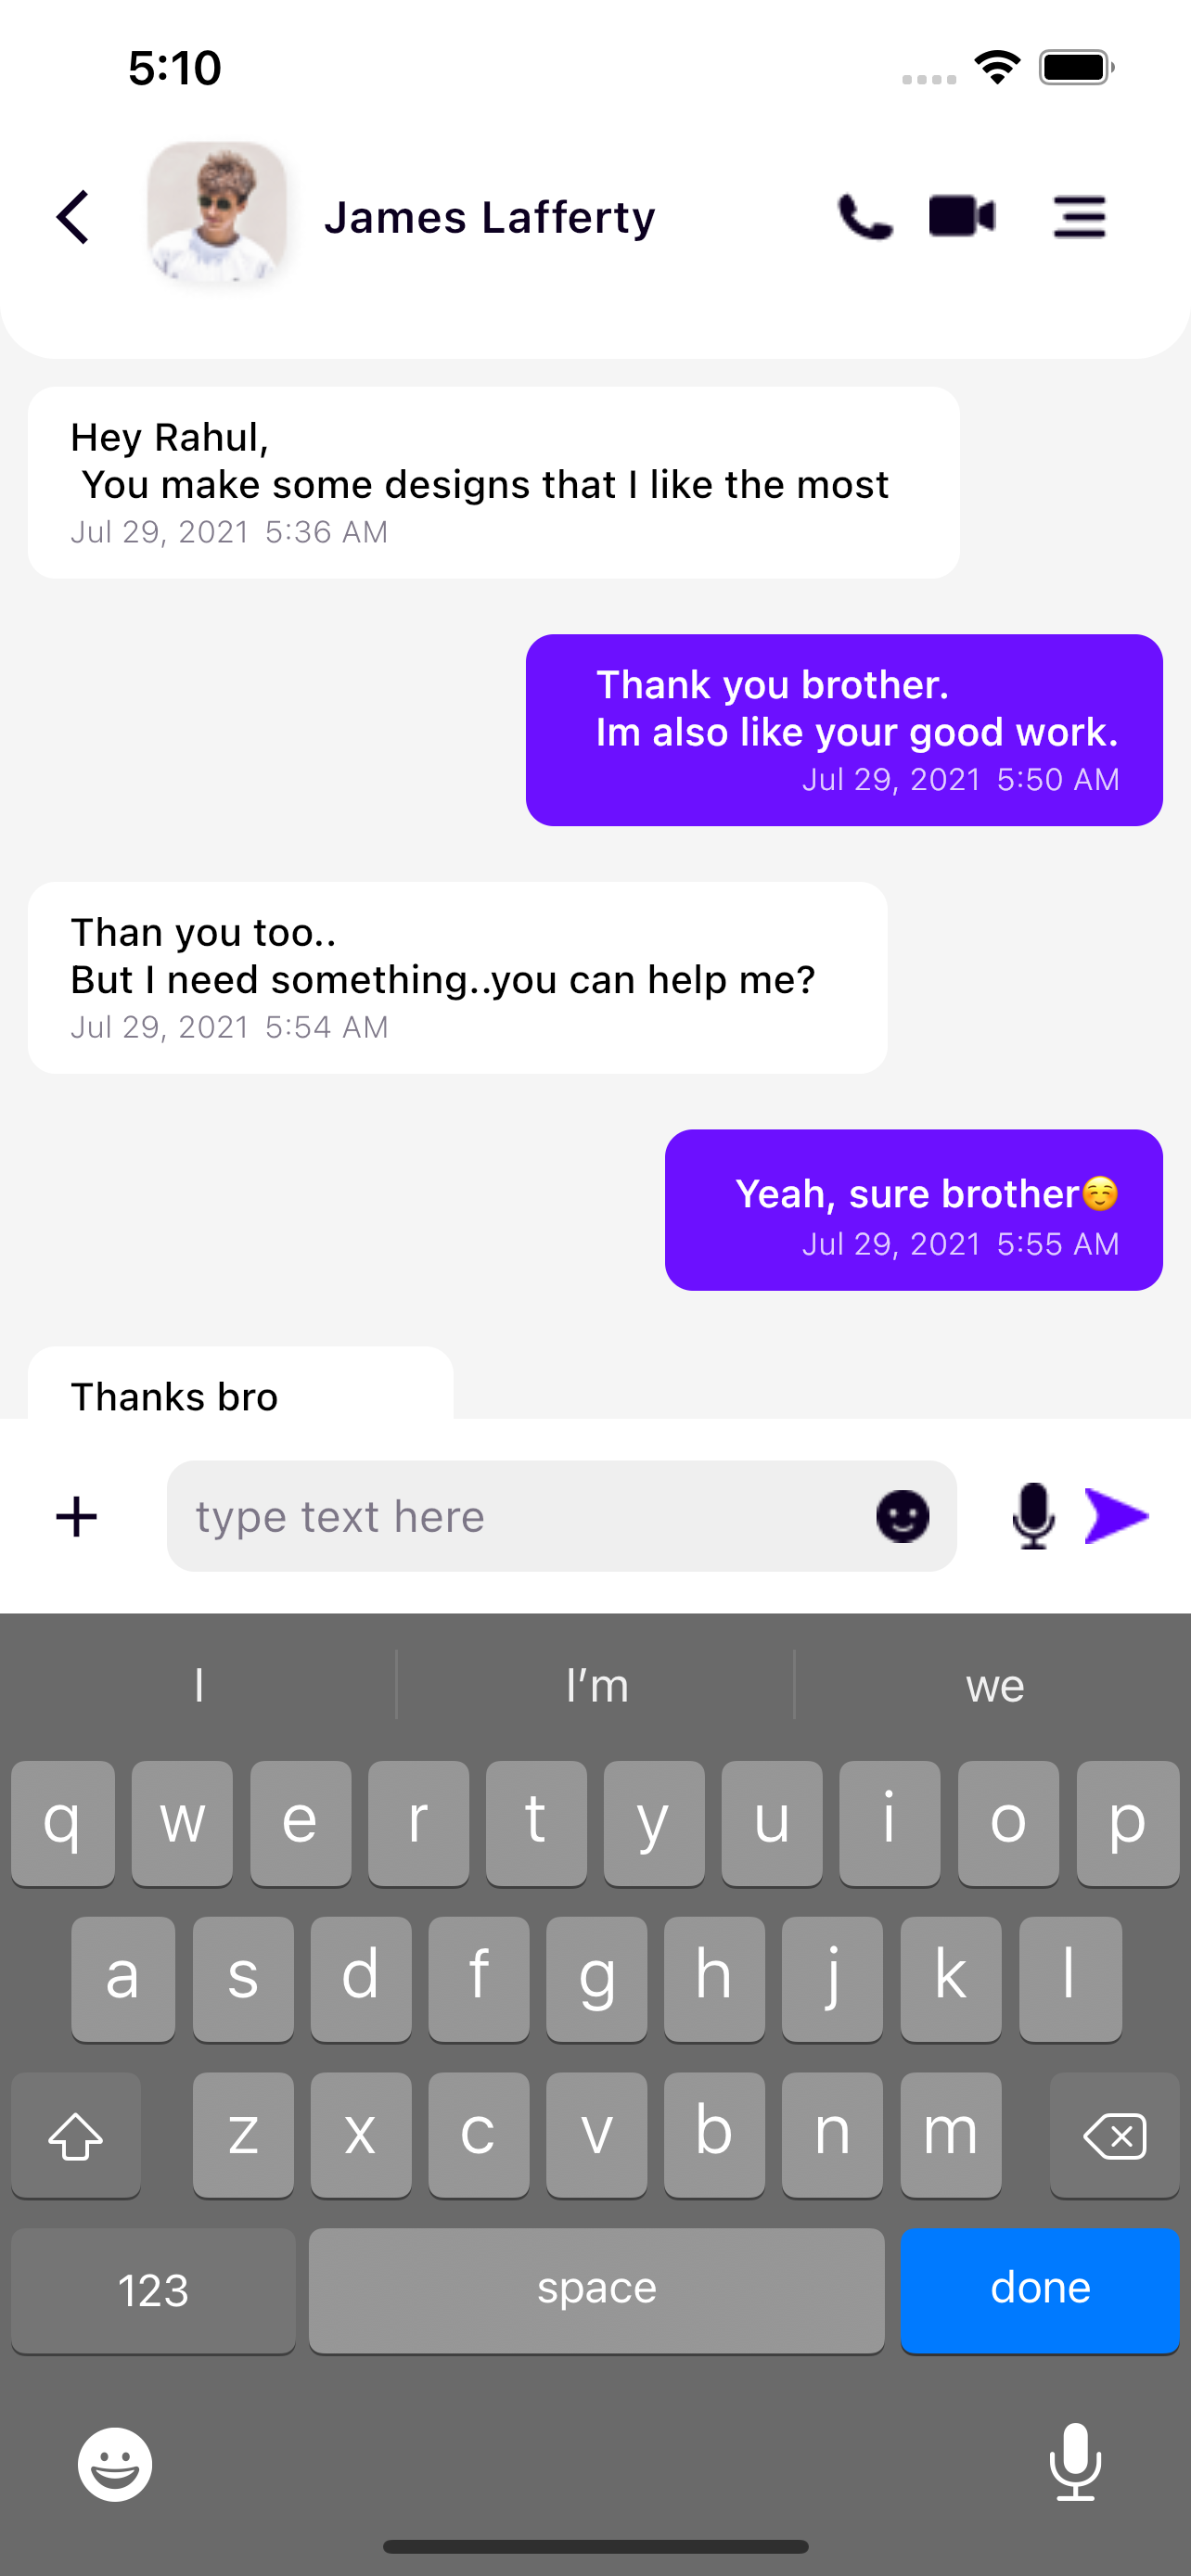 5:10
James Lafferty
Hey Rahul,
You make some designs that I like the most
Jul 29, 2021 5:36 AM
Thank you brother.
Im also like your good work.
Jul 29, 2021 5:50 AM
Than you too..
But I need something..you can help me?
Jul 29, 2021 5:54 AM
Yeah, sure brother☺️
Jul 29, 2021 5:55 AM
Thanks bro
type text here
I I’m we
q w e r t y u i o p
a s d f g h j k l
z x c v b n m
123 space done